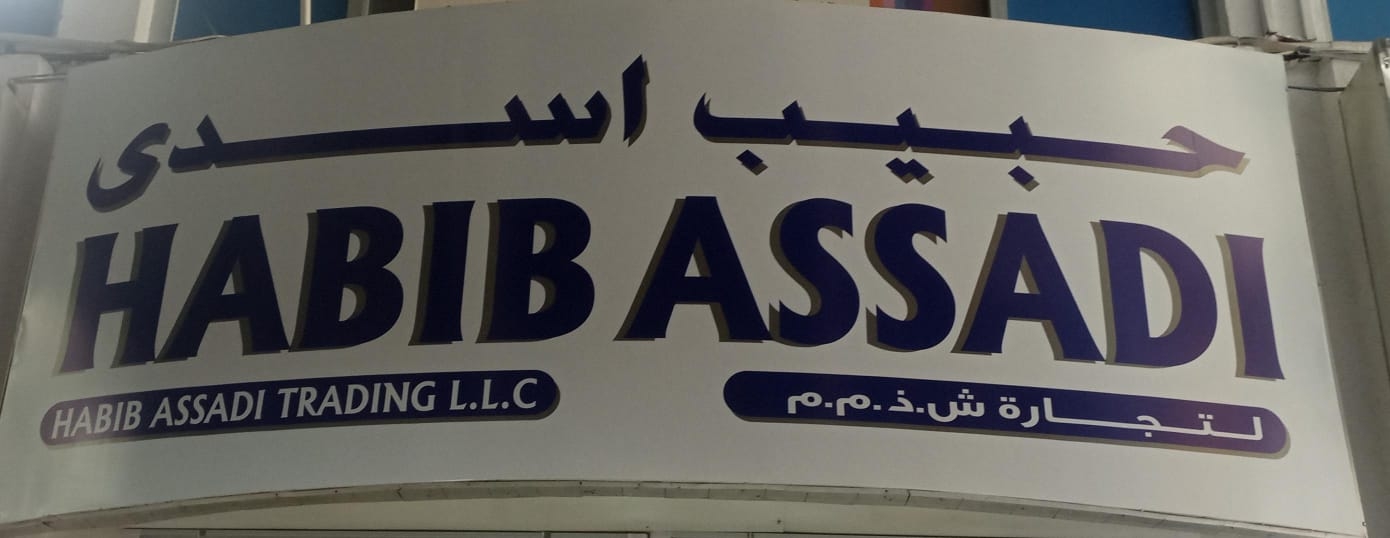 حبيب اسدى
HABIB ASSADI
HABIB ASSADI TRADING L.L.C
لتجارة ش.ذ.م.م